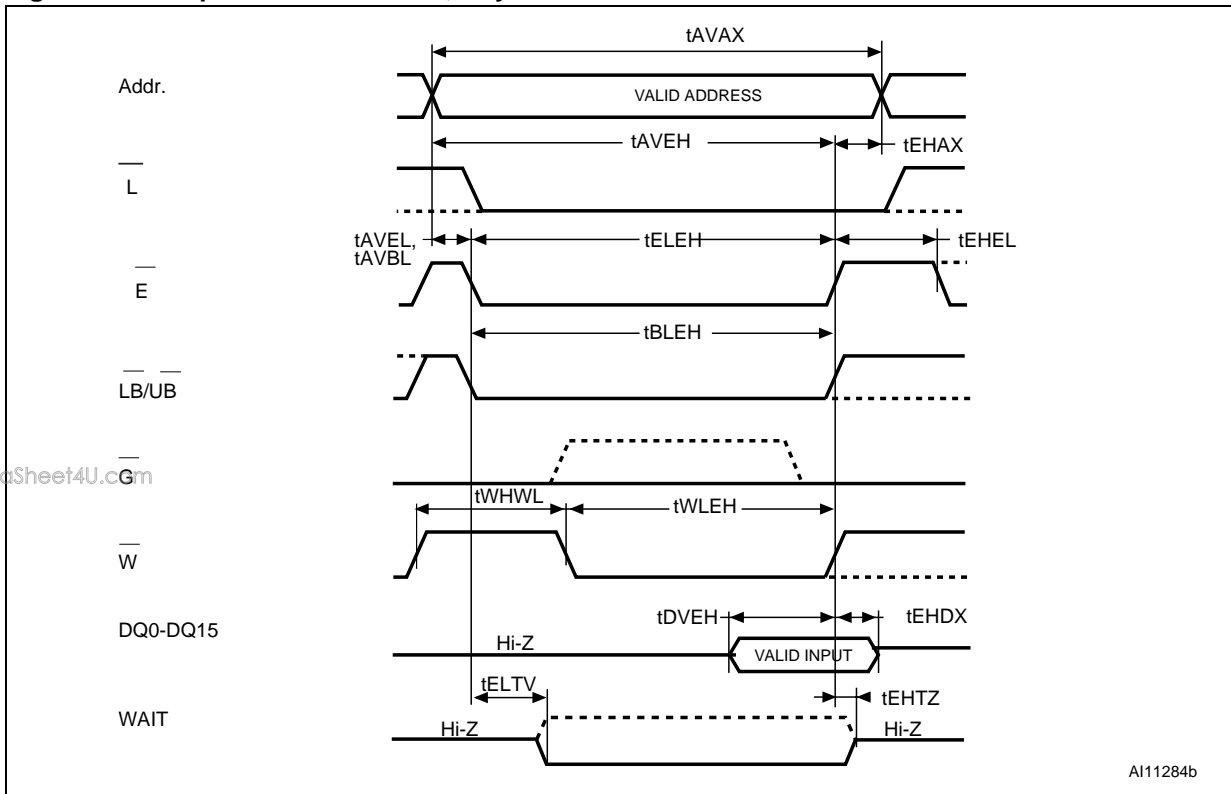 tAVAX
Addr.
VALID ADDRESS
tAVEH
tEHAX
L
tAVEL,
tAVBL
tELEH
tEHEL
E
tBLEH
LB/UB
aSheet4U.com
G
tWHWL
tWLEH
W
tDVEH
tEHDX
DQ0-DQ15
Hi-Z
VALID INPUT
tELTV
tEHTZ
WAIT
Hi-Z
Hi-Z
AI11284b